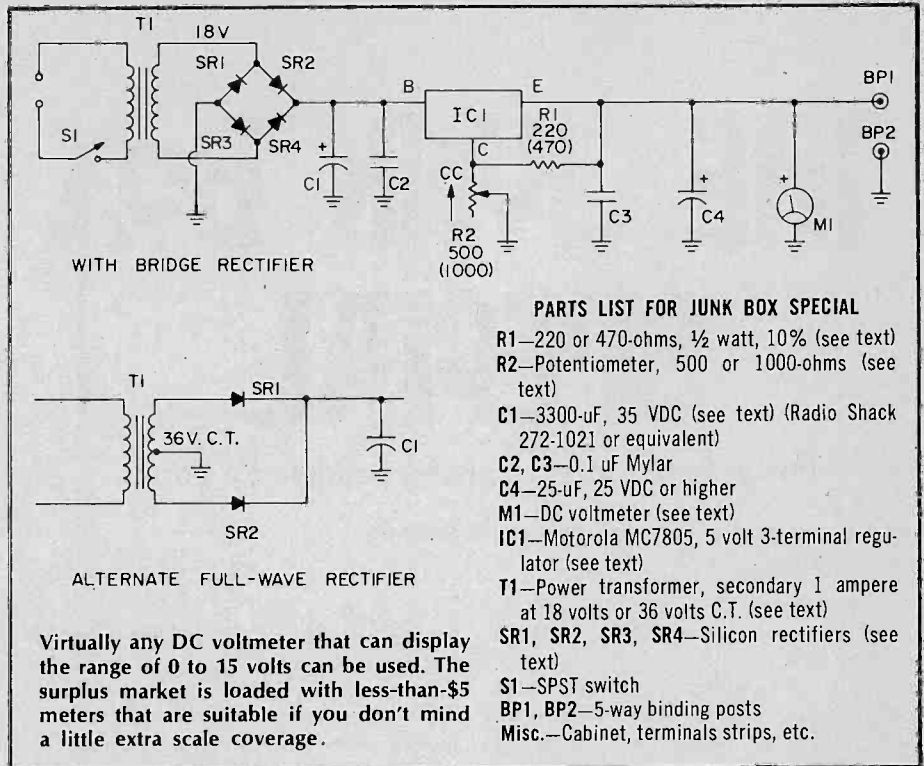 T1
18V
SR1
SR2
SR3
SR4
S1
B
IC1
E
C
R1
220
(470)
CC
R2
500
(1000)
+
C1
C2
C3
+
C4
+
M1
BP1
BP2
WITH BRIDGE RECTIFIER
T1
SR1
36V. C.T.
SR2
+
C1
ALTERNATE FULL-WAVE RECTIFIER
Virtually any DC voltmeter that can display
the range of 0 to 15 volts can be used. The
surplus market is loaded with less-than-$5
meters that are suitable if you don't mind
a little extra scale coverage.
PARTS LIST FOR JUNK BOX SPECIAL
R1—220 or 470-ohms, ½ watt, 10% (see text)
R2—Potentiometer, 500 or 1000-ohms (see
text)
C1—3300-uF, 35 VDC (see text) (Radio Shack
272-1021 or equivalent)
C2, C3—0.1 uF Mylar
C4—25-uF, 25 VDC or higher
M1—DC voltmeter (see text)
IC1—Motorola MC7805, 5 volt 3-terminal regu-
lator (see text)
T1—Power transformer, secondary 1 ampere
at 18 volts or 36 volts C.T. (see text)
SR1, SR2, SR3, SR4—Silicon rectifiers (see
text)
S1—SPST switch
BP1, BP2—5-way binding posts
Misc.—Cabinet, terminals strips, etc.